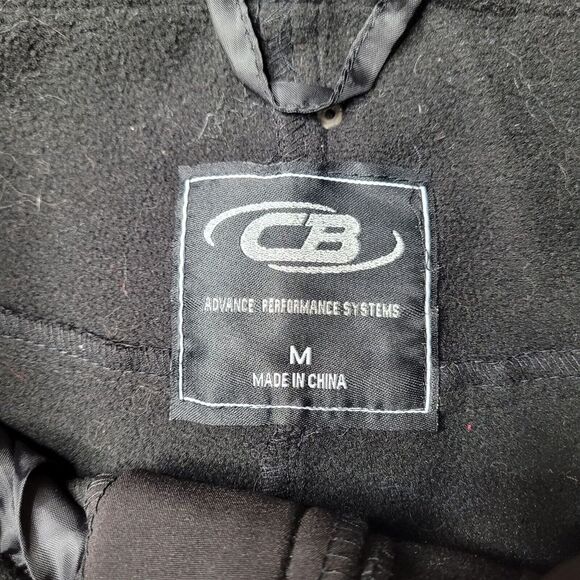 CB
ADVANCE PERFORMANCE SYSTEMS
M
MADE IN CHINA